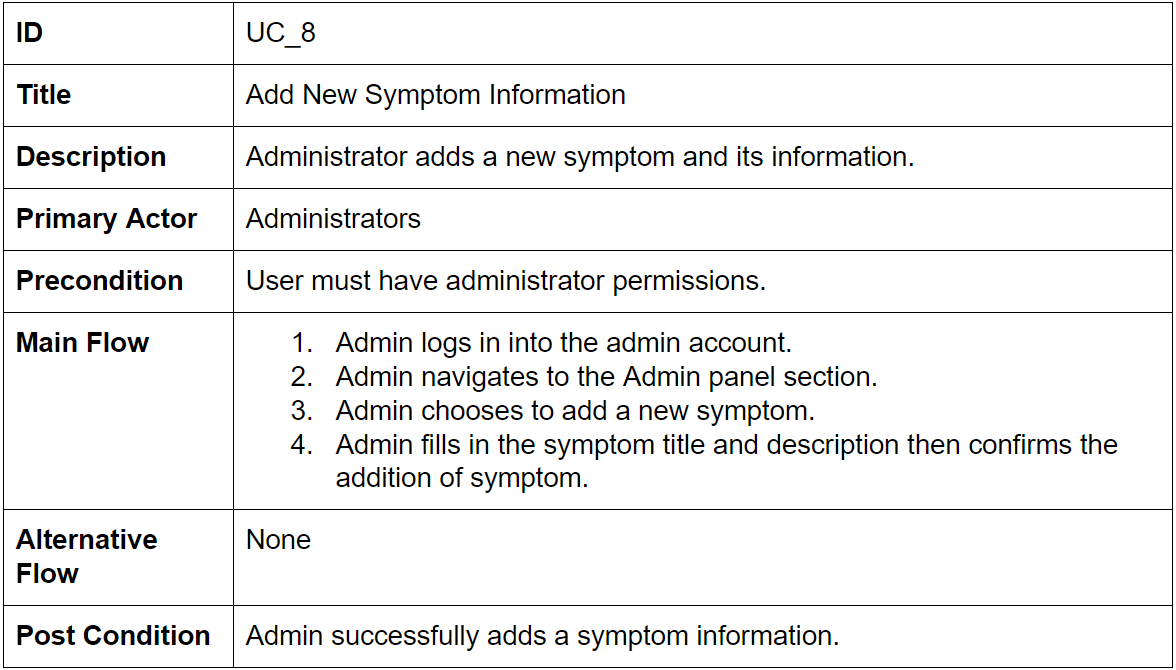 ID UC_8
Title Add New Symptom Information
Description Administrator adds a new symptom and its information.
Primary Actor Administrators
Precondition User must have administrator permissions.
Main Flow 1. Admin logs in into the admin account.
2. Admin navigates to the Admin panel section.
3. Admin chooses to add a new symptom.
4. Admin fills in the symptom title and description then confirms the
addition of symptom.
Alternative None
Flow
Post Condition Admin successfully adds a symptom information.